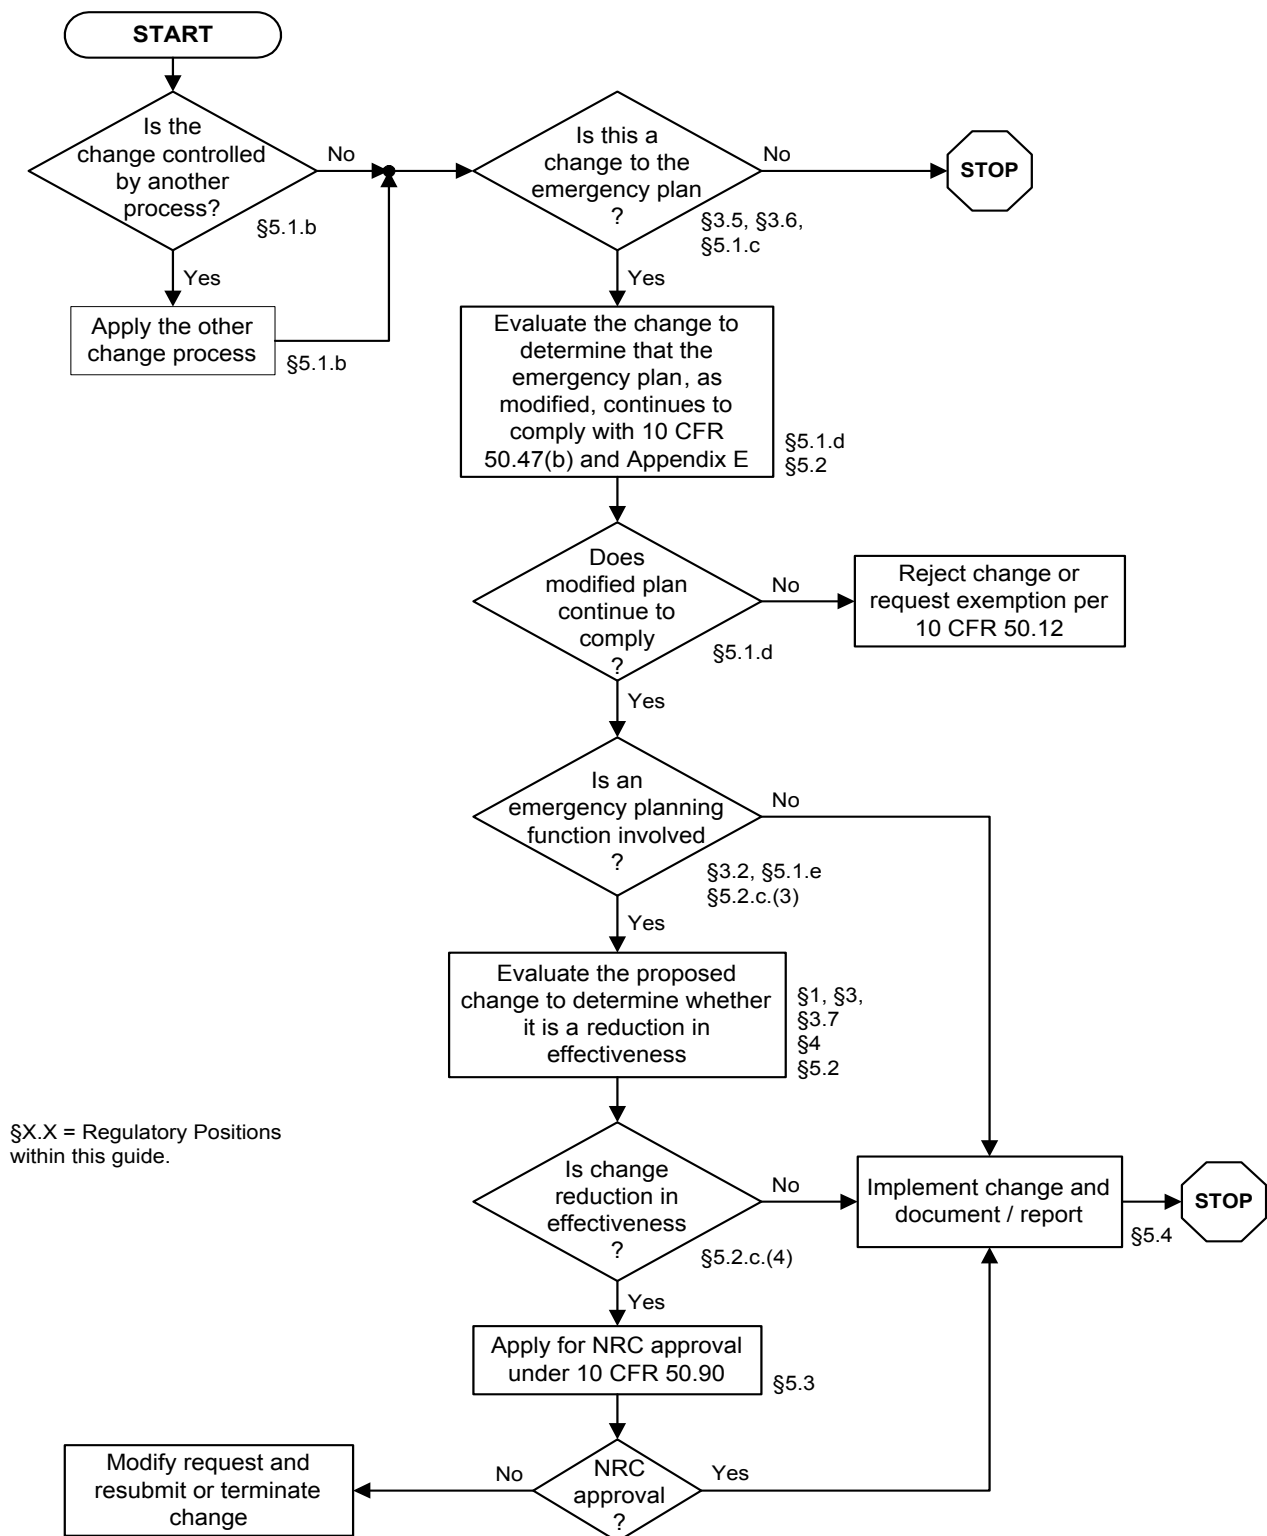 START
Is the
change controlled
by another
process?
No
§5.1.b
Yes
Apply the other
change process
§5.1.b
Is this a
change to the
emergency plan
?
No
STOP
§3.5, §3.6,
§5.1.c
Yes
Evaluate the change to
determine that the
emergency plan, as
modified, continues to
comply with 10 CFR
50.47(b) and Appendix E
§5.1.d
§5.2
Does
modified plan
continue to
comply
?
No
Reject change or
request exemption per
10 CFR 50.12
§5.1.d
Yes
Is an
emergency planning
function involved
?
No
§3.2, §5.1.e
§5.2.c.(3)
Yes
Evaluate the proposed
change to determine whether
it is a reduction in
effectiveness
§1, §3,
§3.7
§4
§5.2
§X.X = Regulatory Positions
within this guide.
Is change
reduction in
effectiveness
?
No
§5.2.c.(4)
Implement change and
document / report
§5.4
STOP
Yes
Apply for NRC approval
under 10 CFR 50.90
§5.3
NRC
approval
?
No
Yes
Modify request and
resubmit or terminate
change